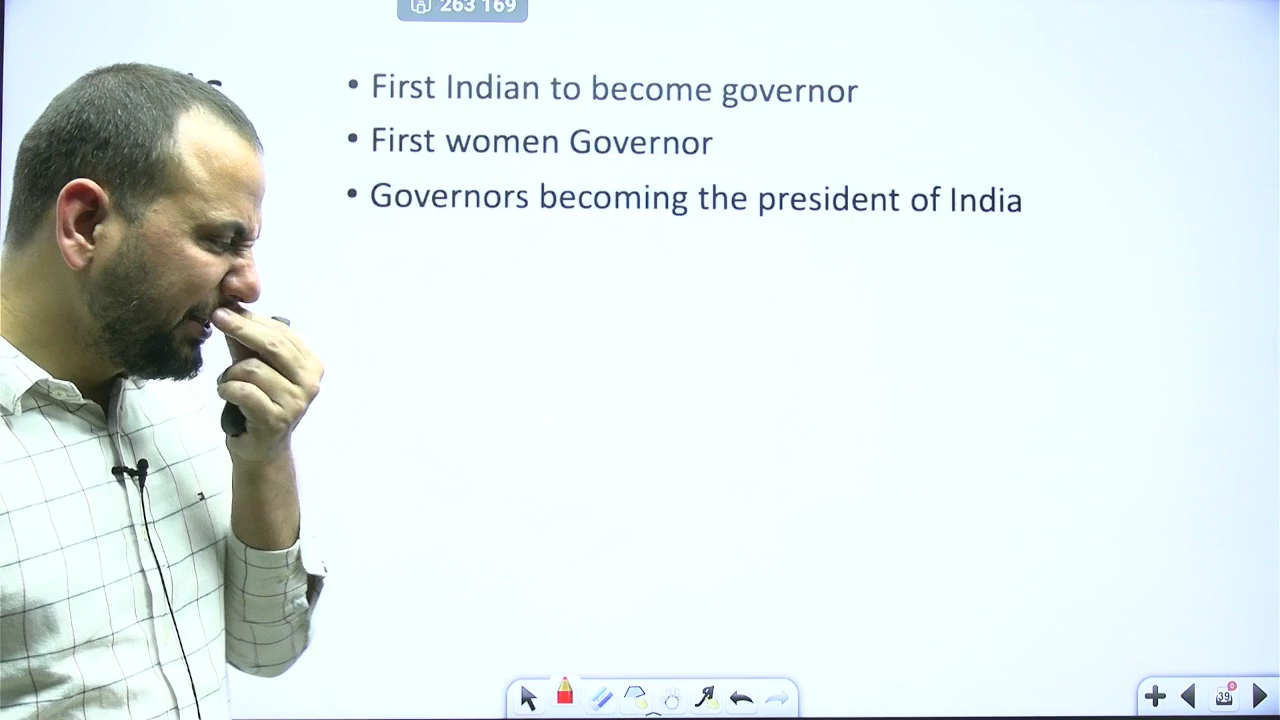 263 169
• First Indian to become governor
• First women Governor
• Governors becoming the president of India
39